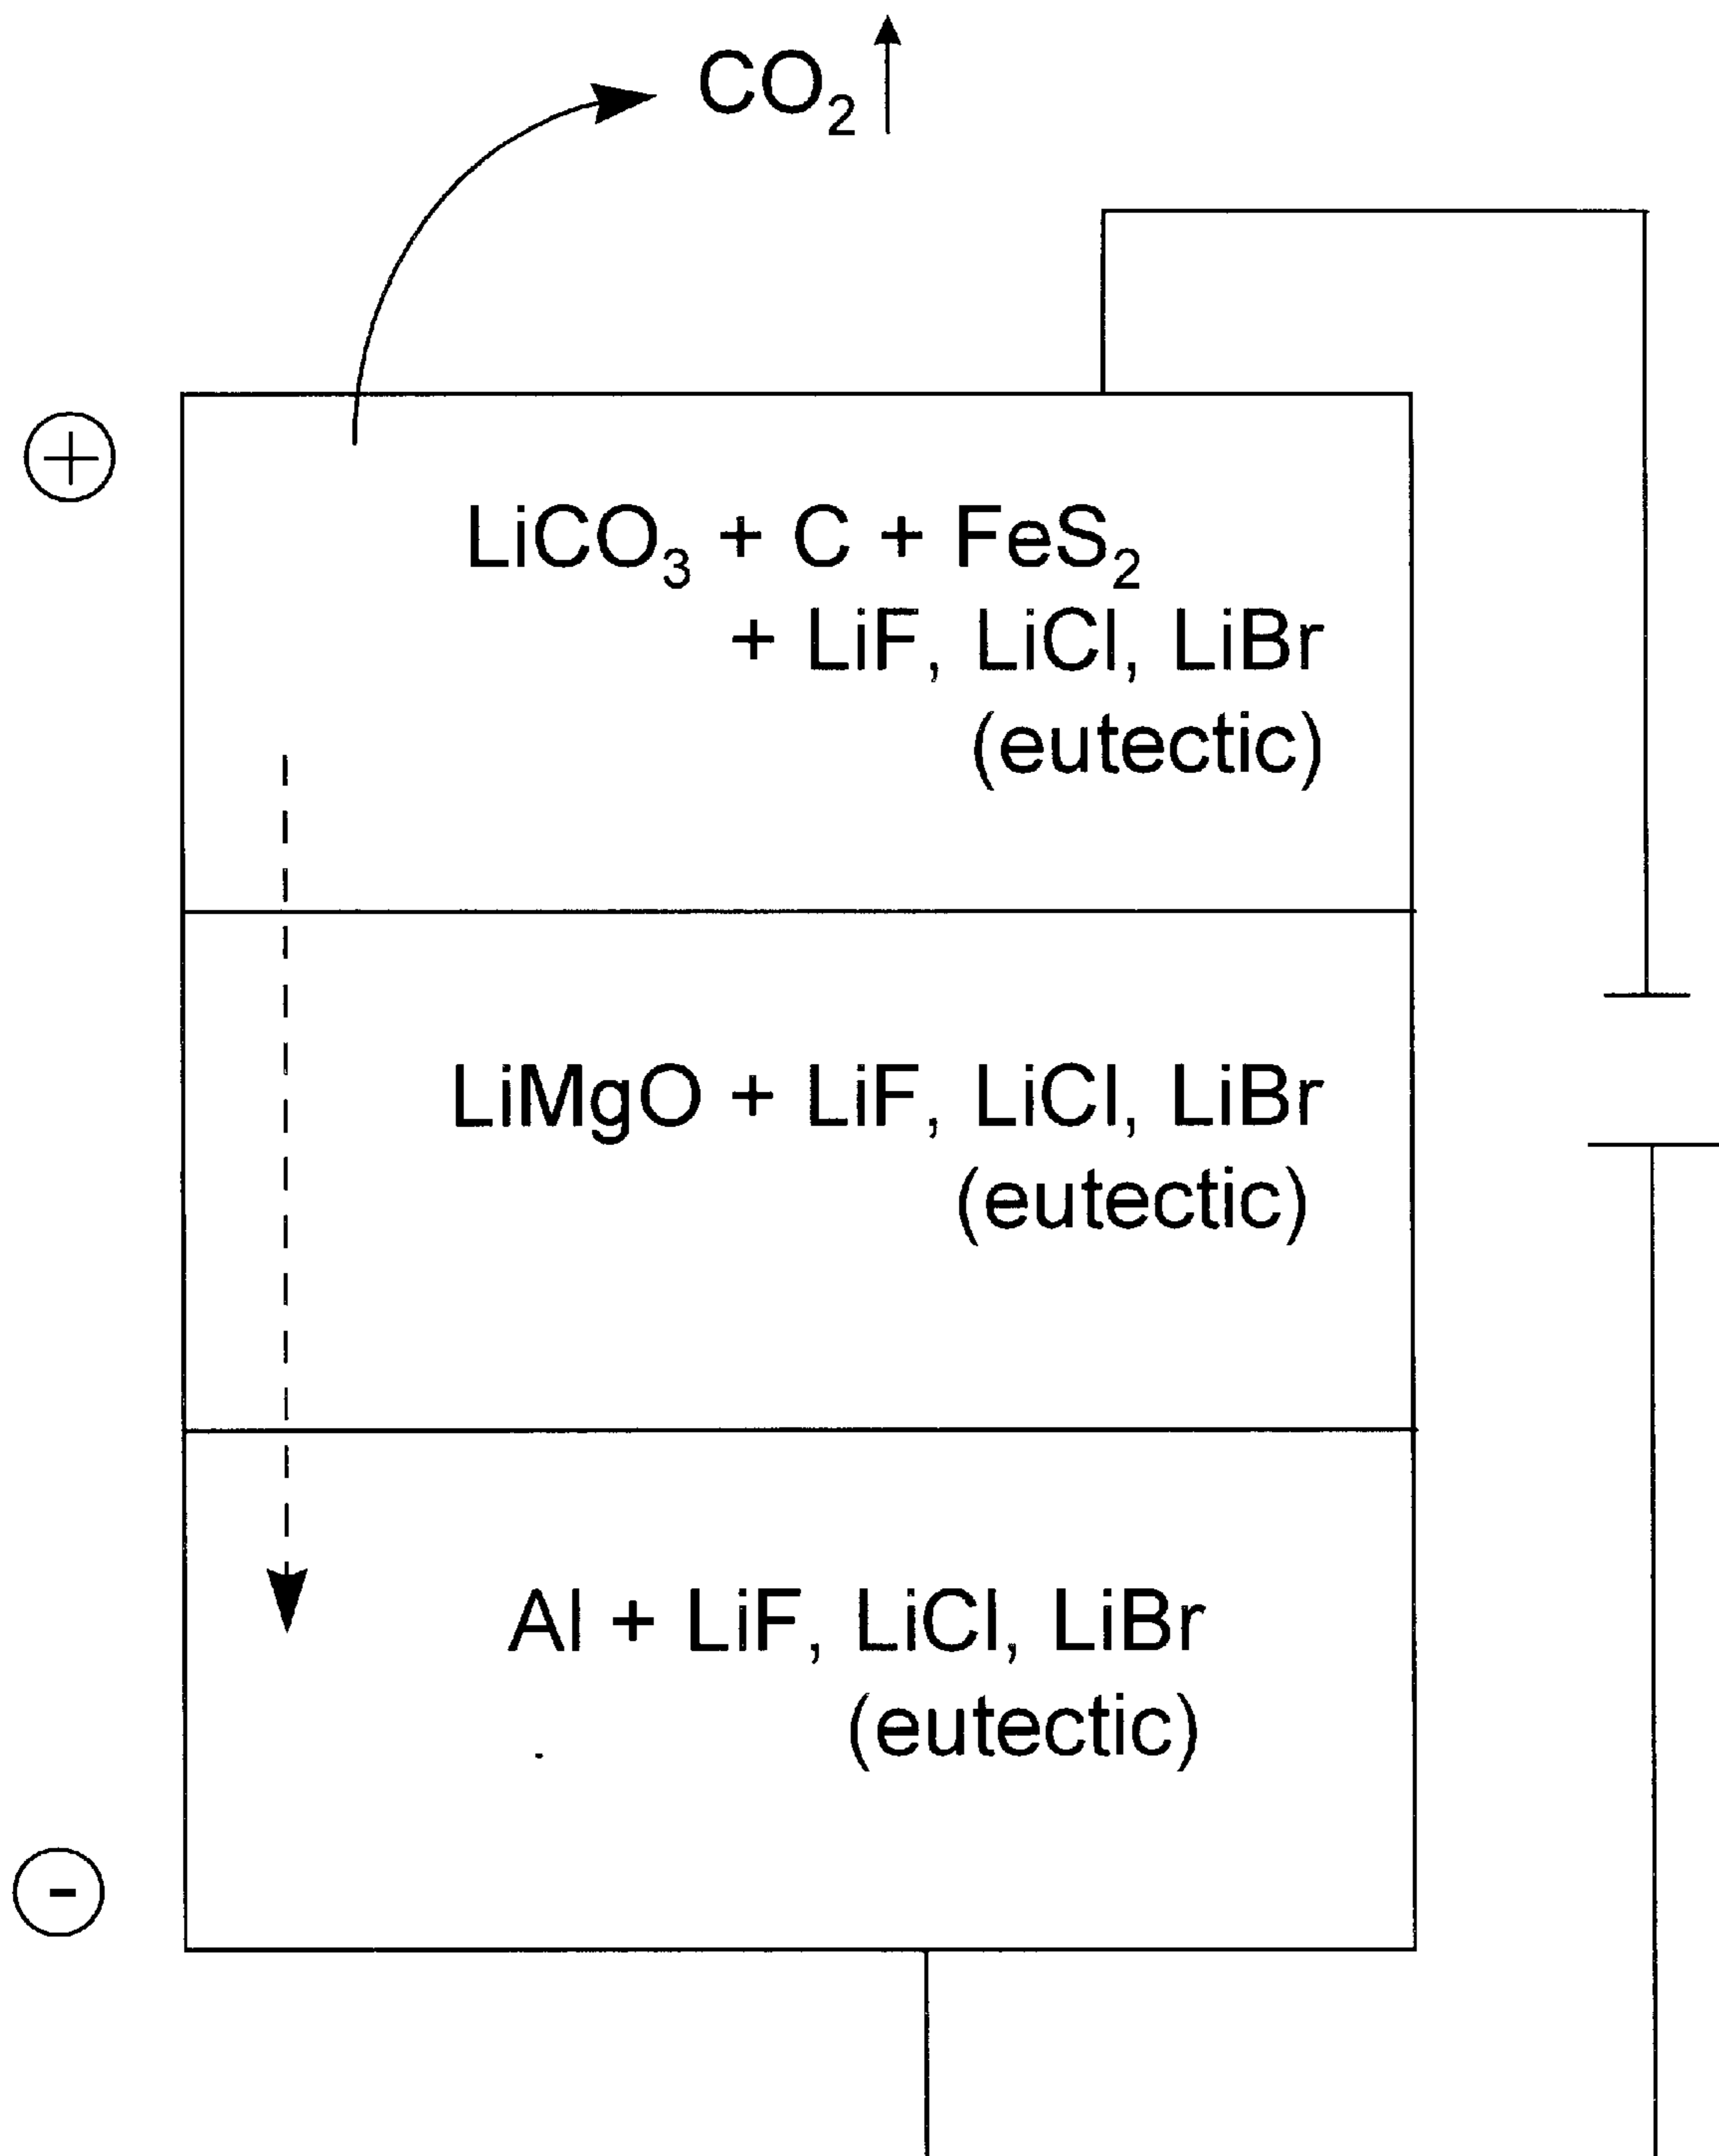 CO₂
+
LiCO₃ + C + FeS₂
+ LiF, LiCl, LiBr
(eutectic)
LiMgO + LiF, LiCl, LiBr
(eutectic)
Al + LiF, LiCl, LiBr
(eutectic)
-